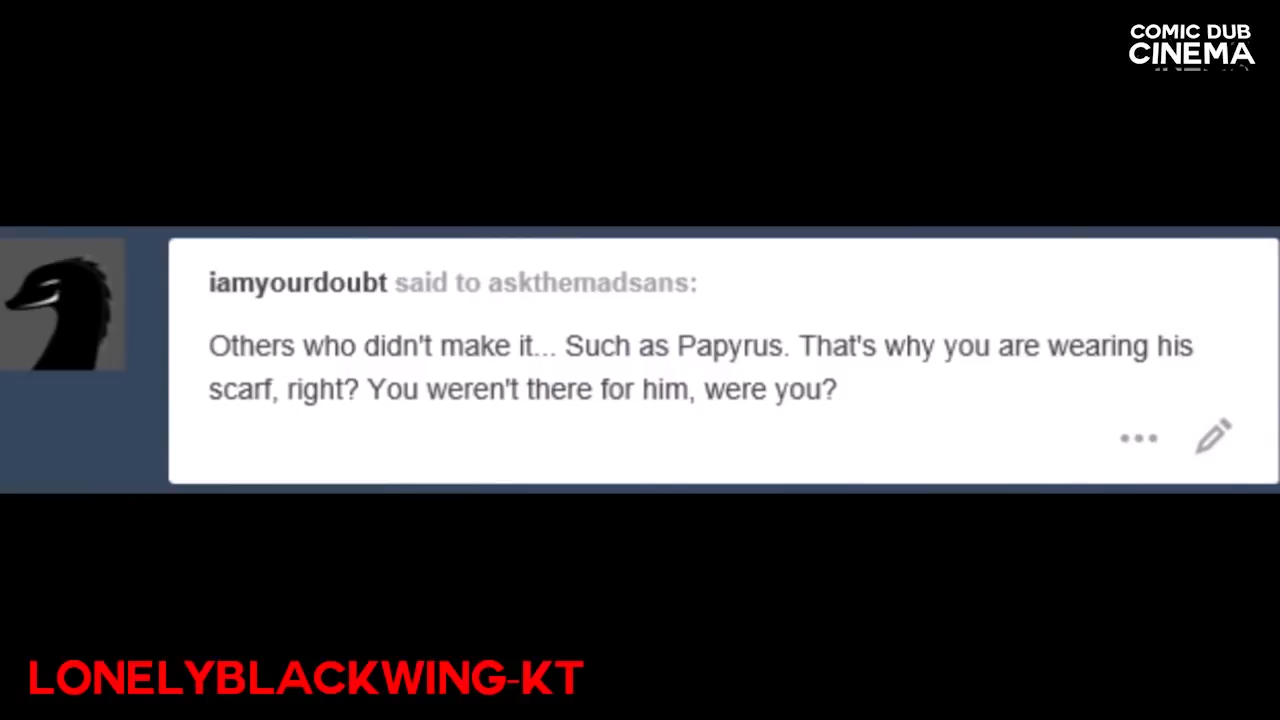 COMIC DUB
CINEMA
iamyourdoubt said to askthemadsans:
Others who didn't make it... Such as Papyrus. That's why you are wearing his
scarf, right? You weren't there for him, were you?
LONELYBLACKWING-KT